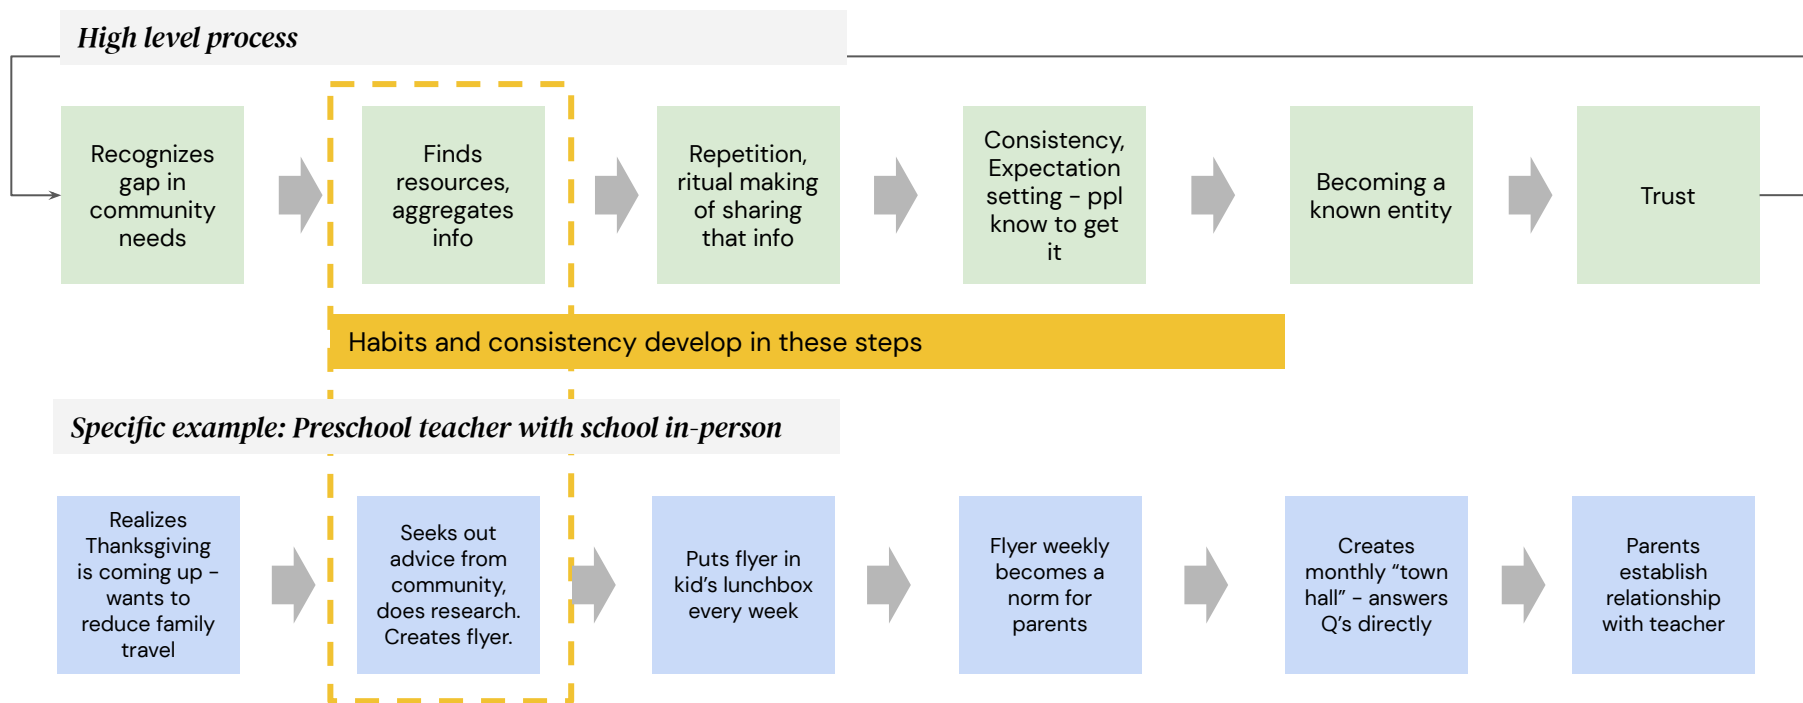 High level process
Recognizes
gap in
community
needs
Finds
resources,
aggregates
info
Repetition,
ritual making
of sharing
that info
Consistency,
Expectation
setting - ppl
know to get
it
Becoming a
known entity
Trust
Habits and consistency develop in these steps
Specific example: Preschool teacher with school in-person
Realizes
Thanksgiving
is coming up -
wants to
reduce family
travel
Seeks out
advice from
community,
does research.
Creates flyer.
Puts flyer in
kid’s lunchbox
every week
Flyer weekly
becomes a
norm for
parents
Creates
monthly “town
hall” - answers
Q’s directly
Parents
establish
relationship
with teacher